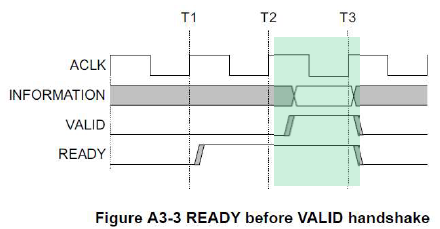 T1 T2 T3
ACLK
INFORMATION
VALID
READY
Figure A3-3 READY before VALID handshake